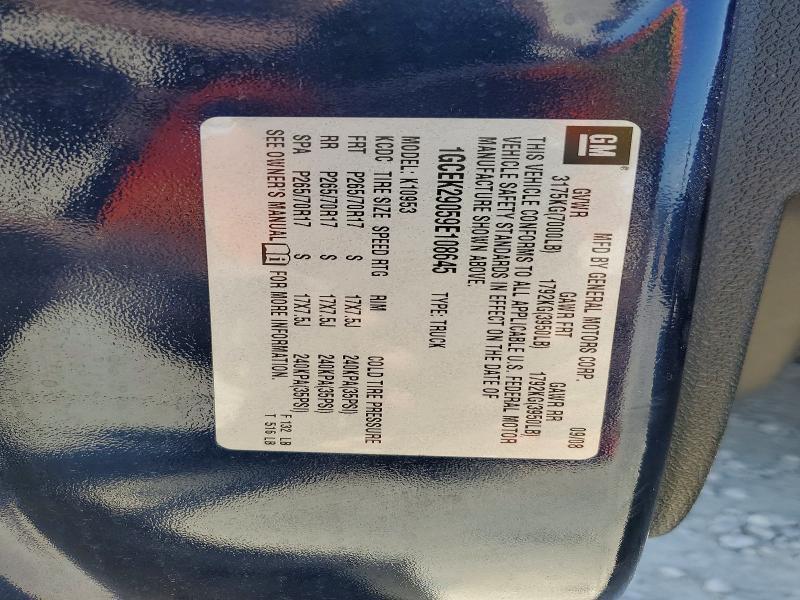 GM®
MFD BY GENERAL MOTORS CORP. 09/08
GVWR GAWR FRT GAWR RR
3175KG(7000LB) 1792KG(3950LB) 1792KG(3950LB)
THIS VEHICLE CONFORMS TO ALL APPLICABLE U.S. FEDERAL MOTOR
VEHICLE SAFETY STANDARDS IN EFFECT ON THE DATE OF
MANUFACTURE SHOWN ABOVE.
1GCEK29059E108645 TYPE: TRUCK
MODEL: K10953
KCDC TIRE SIZE SPEED RTG RIM COLD TIRE PRESSURE
FRT P265/70R17 S 17X7.5J 240KPA(35PSI)
RR P265/70R17 S 17X7.5J 240KPA(35PSI)
SPA P265/70R17 S 17X7.5J 240KPA(35PSI)
SEE OWNER'S MANUAL i FOR MORE INFORMATION.
F 132 LB
T 516 LB